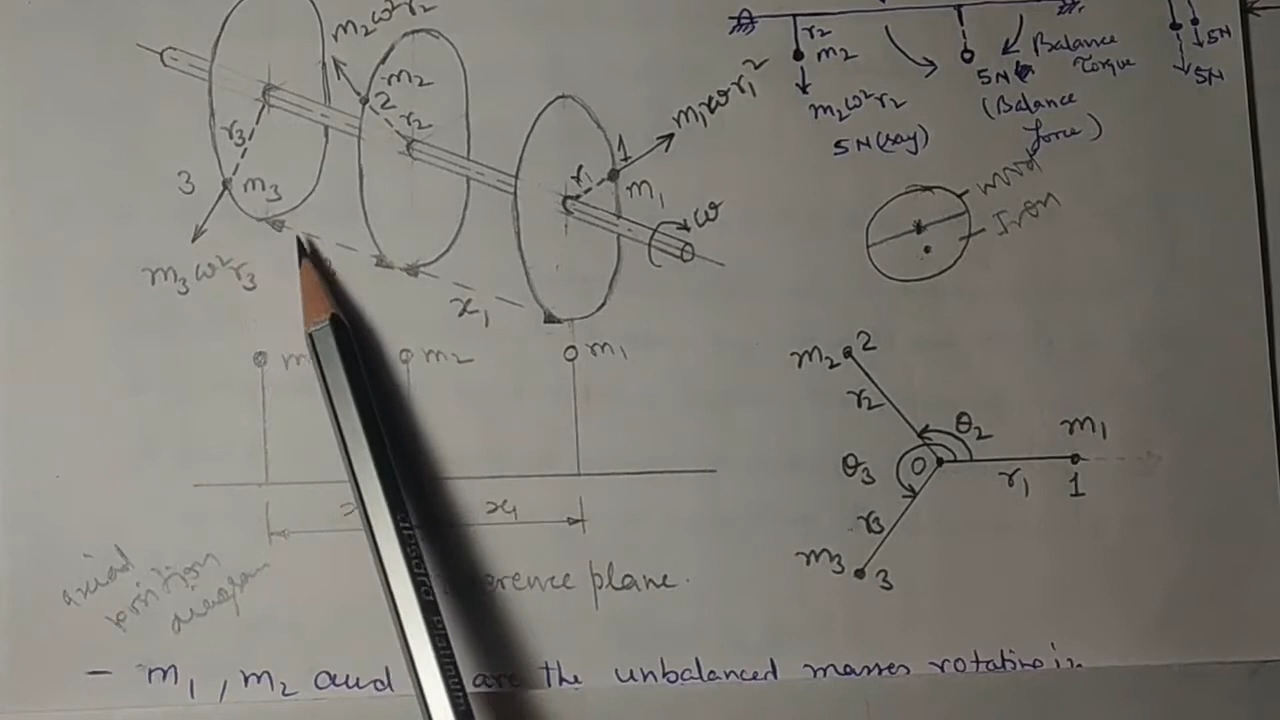 m₂ω²r₂
m₂
2
r₂
r₃
3
m₃
m₃ω²r₃
m₁ω r₁²
1
r₁
m₁
ω
x₁
r₂
m₂
m₂ω²r₂
5N (say)
5N
(Balance
force)
Balance
Torque
5N
5N
Iron
m₂
m₁
x₁
erence plane.
axial
position
m₂ 2
r₂
θ₂
m₁
θ₃
O
r₁
1
r₃
m₃
3
- m₁, m₂ and are the unbalanced masses rotating in